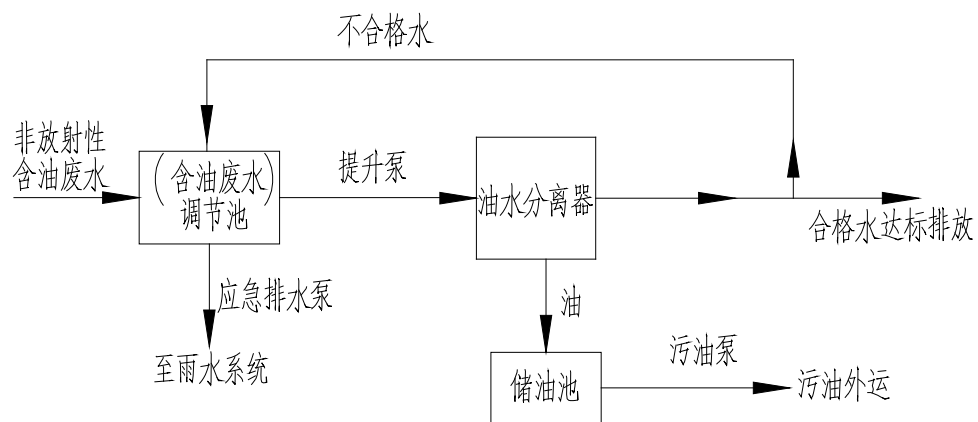 不合格水
非放射性
含油废水
(含油废水)
调节池
提升泵
油水分离器
合格水达标排放
应急排水泵
油
至雨水系统
储油池
污油泵
污油外运